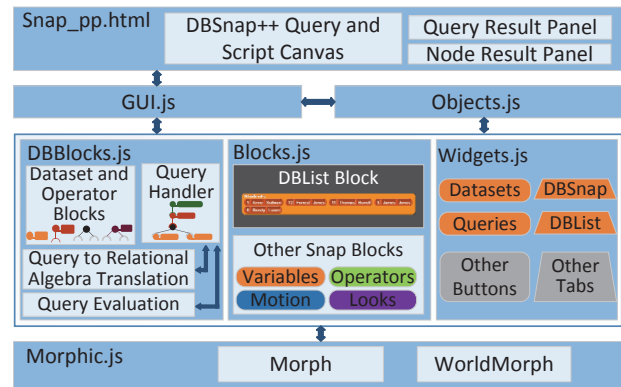 Snap_pp.html
DBSnap++ Query and
Script Canvas
Query Result Panel
Node Result Panel
GUI.js
Objects.js
DBBlocks.js
Dataset and
Operator
Blocks
Query
Handler
Query to Relational
Algebra Translation
Query Evaluation
Blocks.js
DBList Block
Other Snap Blocks
Variables
Operators
Motion
Looks
Widgets.js
Datasets
DBSnap
Queries
DBList
Other
Buttons
Other
Tabs
Morphic.js
Morph
WorldMorph